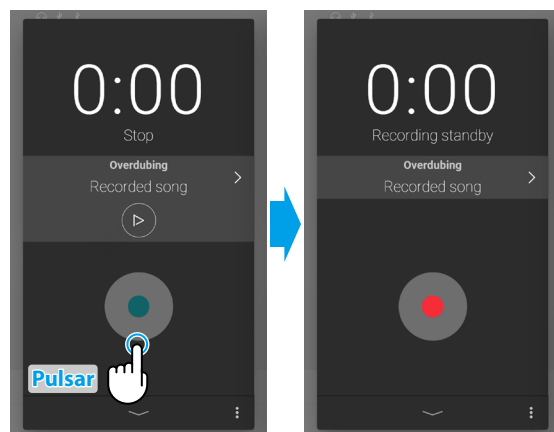 0:00
Stop
Overdubing
Recorded song
Pulsar
0:00
Recording standby
Overdubing
Recorded song